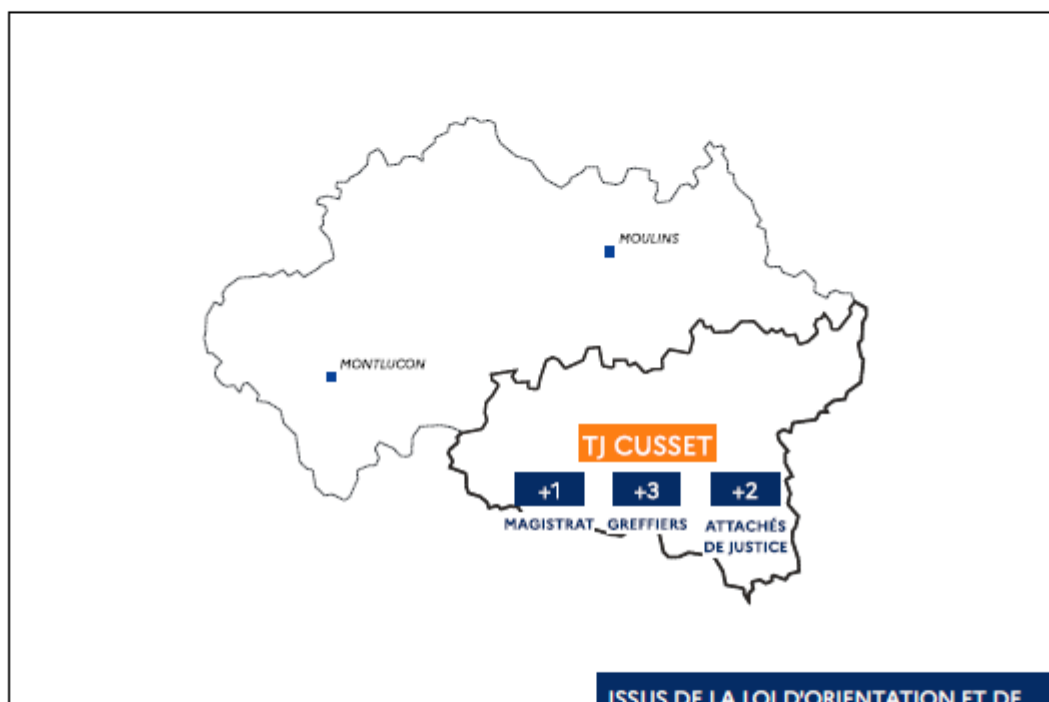 MOULINS
MONTLUCON
TJ CUSSET
+1 +3 +2
MAGISTRAT GREFFIERS ATTACHÉS
DE JUSTICE
ISSUS DE LA LOI D'ORIENTATION ET DE